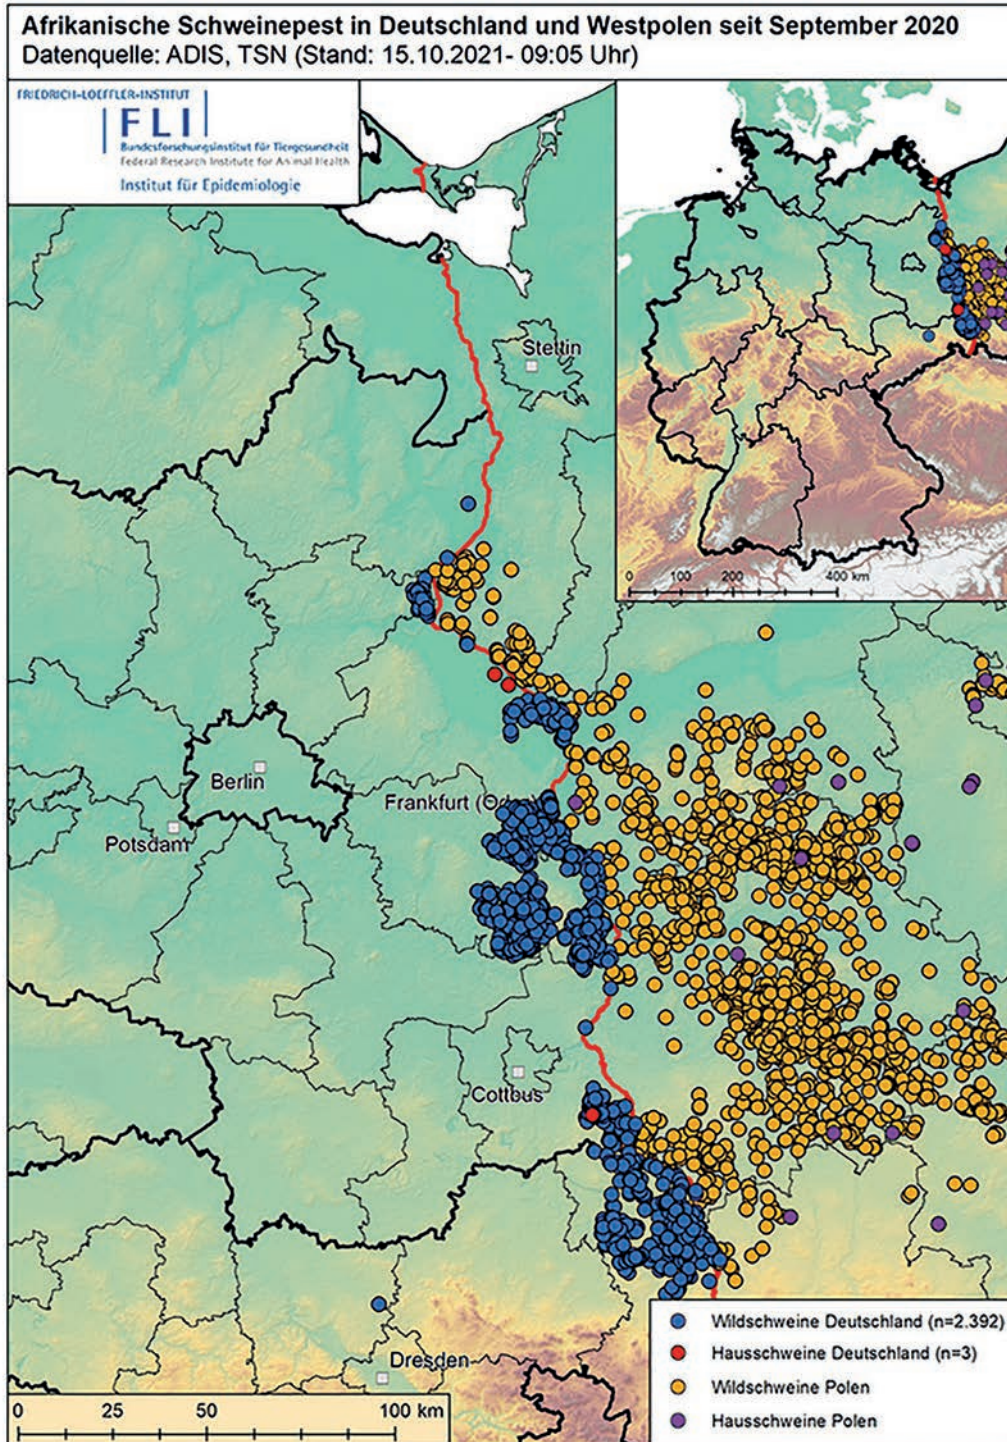 Afrikanische Schweinepest in Deutschland und Westpolen seit September 2020
Datenquelle: ADIS, TSN (Stand: 15.10.2021- 09:05 Uhr)
FRIEDRICH-LOEFFLER-INSTITUT
FLI
Bundesforschungsinstitut für Tiergesundheit
Federal Research Institute for Animal Health
Institut für Epidemiologie
0 100 200 400 km
Stettin
Berlin
Potsdam
Frankfurt (Oder)
Cottbus
Dresden
Wildschweine Deutschland (n=2.392)
Hausschweine Deutschland (n=3)
Wildschweine Polen
Hausschweine Polen
0 25 50 100 km